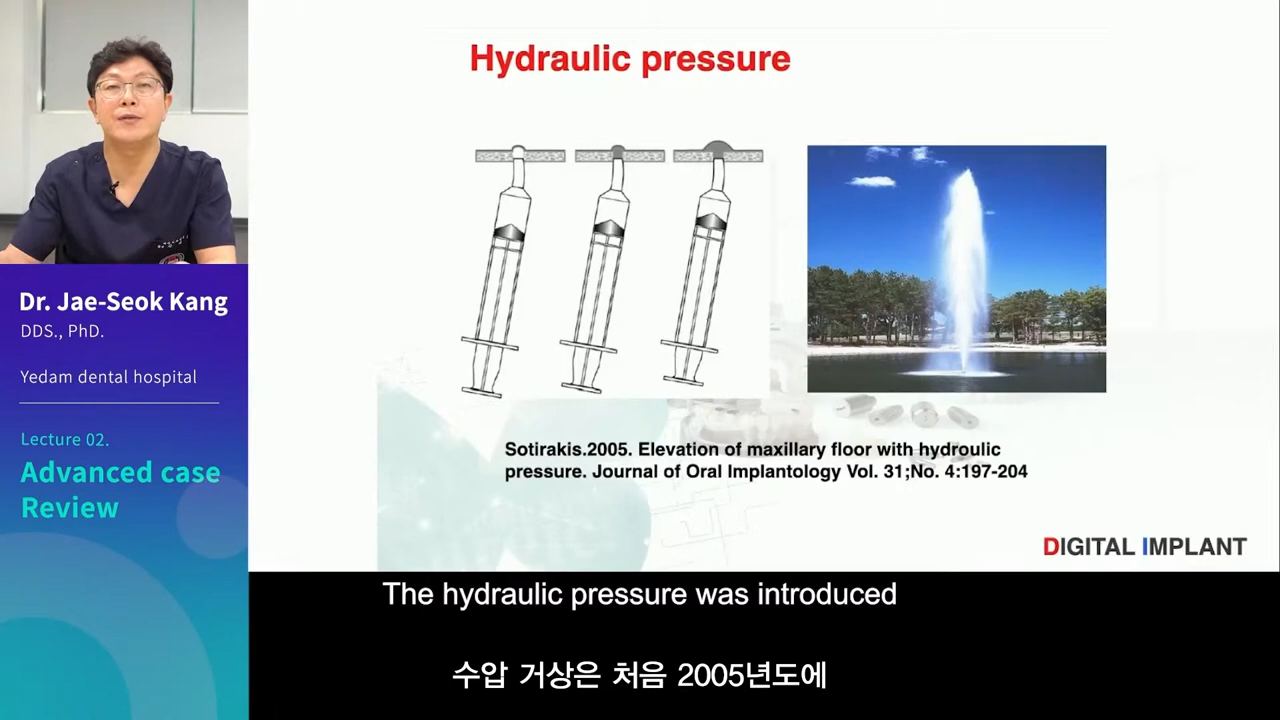 Hydraulic pressure
Dr. Jae-Seok Kang
DDS., PhD.
Yedam dental hospital
Lecture 02.
Advanced case
Review
Sotirakis.2005. Elevation of maxillary floor with hydroulic
pressure. Journal of Oral Implantology Vol. 31;No. 4:197-204
DIGITAL IMPLANT
The hydraulic pressure was introduced
수압 거상은 처음 2005년도에